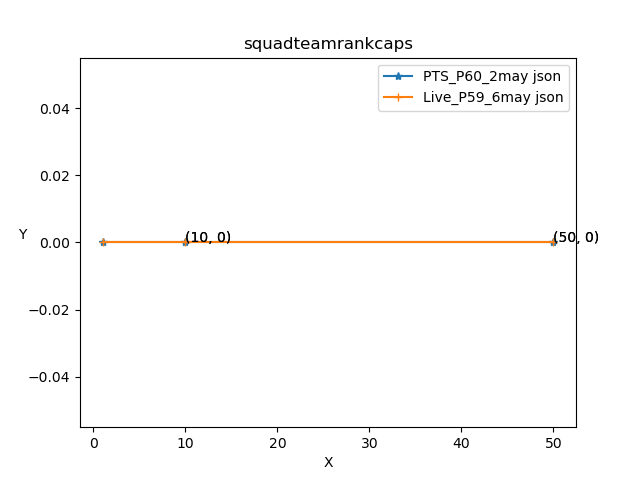 squadteamrankcaps
PTS_P60_2may json
Live_P59_6may json
0.04
0.02
Y
0.00
(10, 0)
(50, 0)
−0.02
−0.04
0
10
20
30
40
50
X